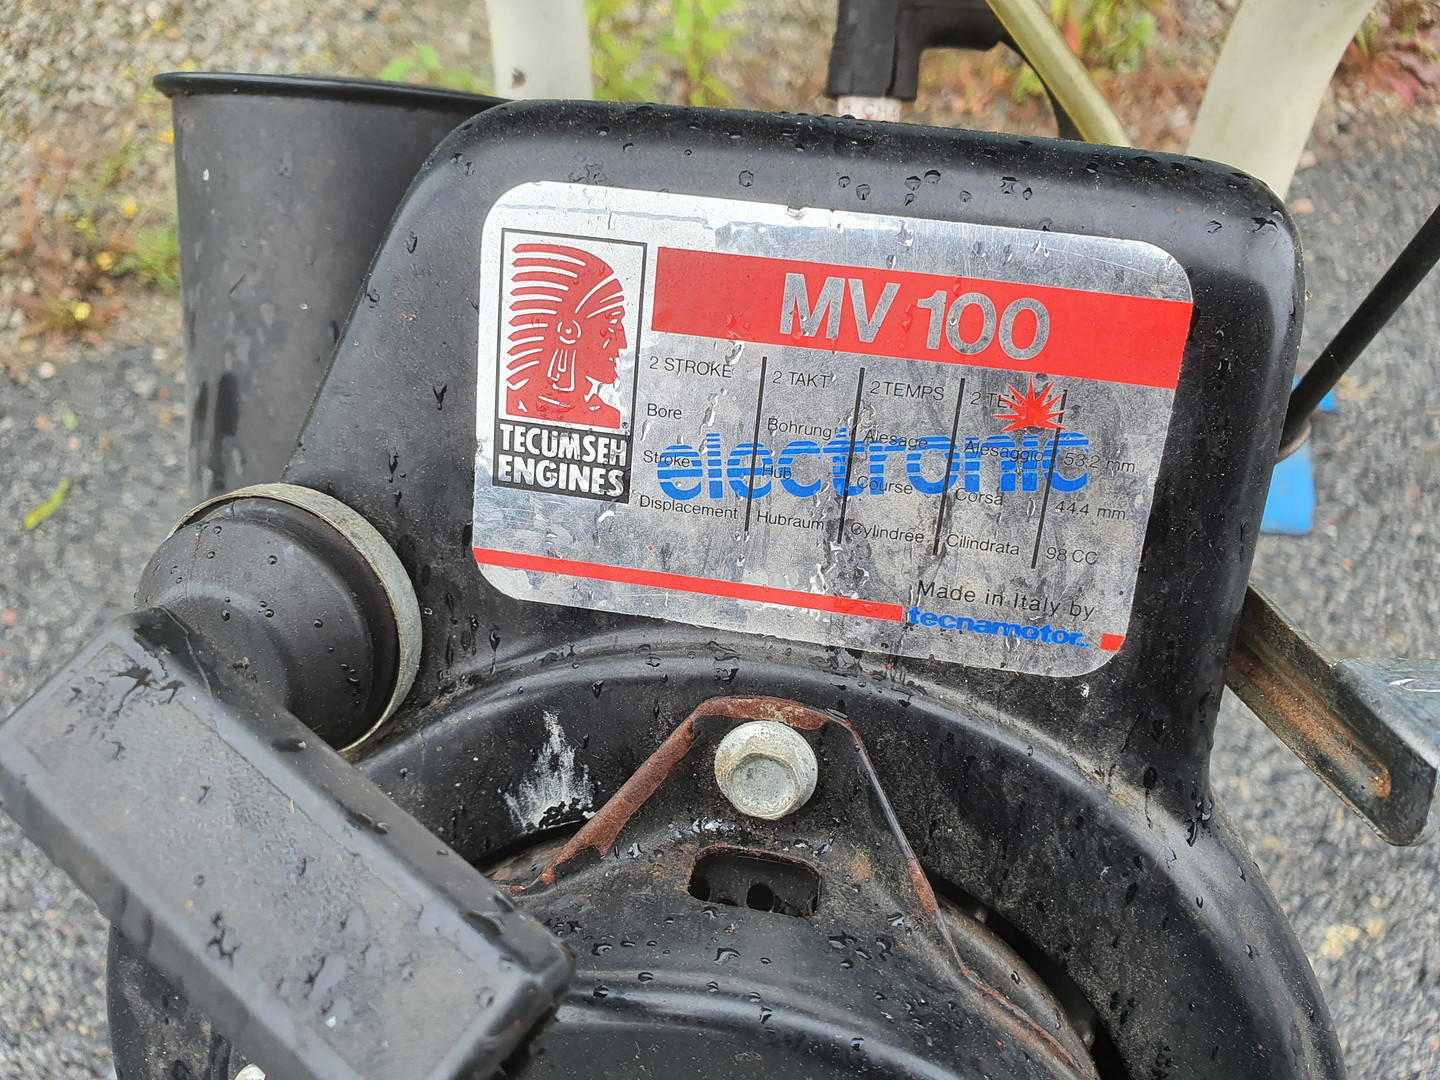 MV 100
TECUMSEH
ENGINES
electronic
2 STROKE 2 TAKT 2 TEMPS
Bore Bohrung Alesage Alesaggio 53.2 mm
Stroke Hub Course Corsa 44.4 mm
Displacement Hubraum Cylindrée Cilindrata 98 CC
Made in Italy by
tecnamotor